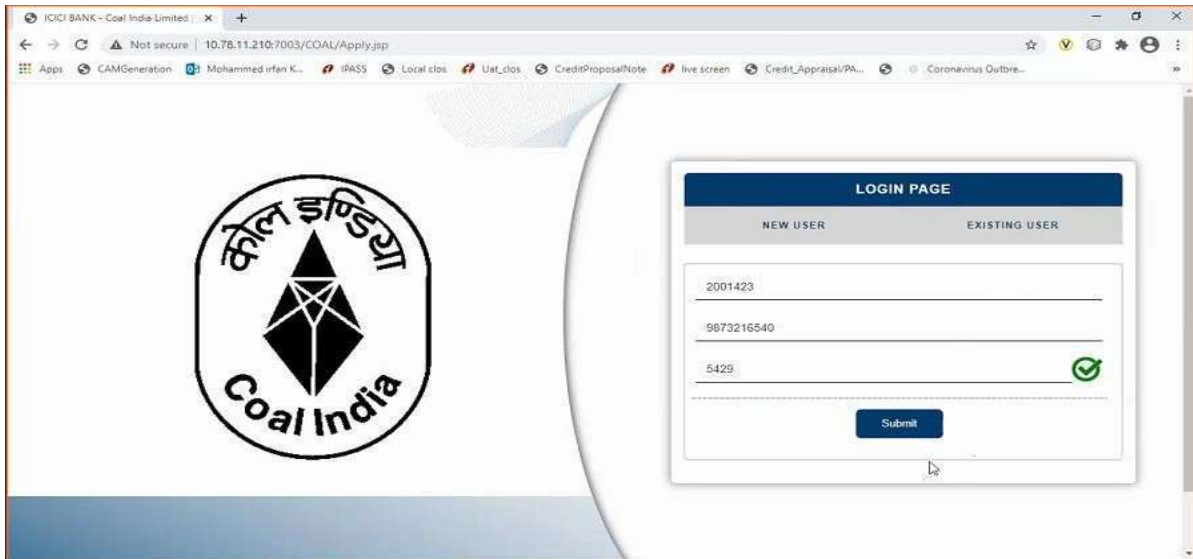 ICICI BANK - Coal India Limited
Not secure | 10.78.11.210:7003/COAL/Apply.jsp
Apps CAMGeneration Mohammed irfan K... IPASS Local clos Uat_clos CreditProposalNote live screen Credit_Appraisal/PA... Coronavirus Outbre...
कोल इण्डिया
Coal India
LOGIN PAGE
NEW USER EXISTING USER
2001423
9873216540
5429
Submit